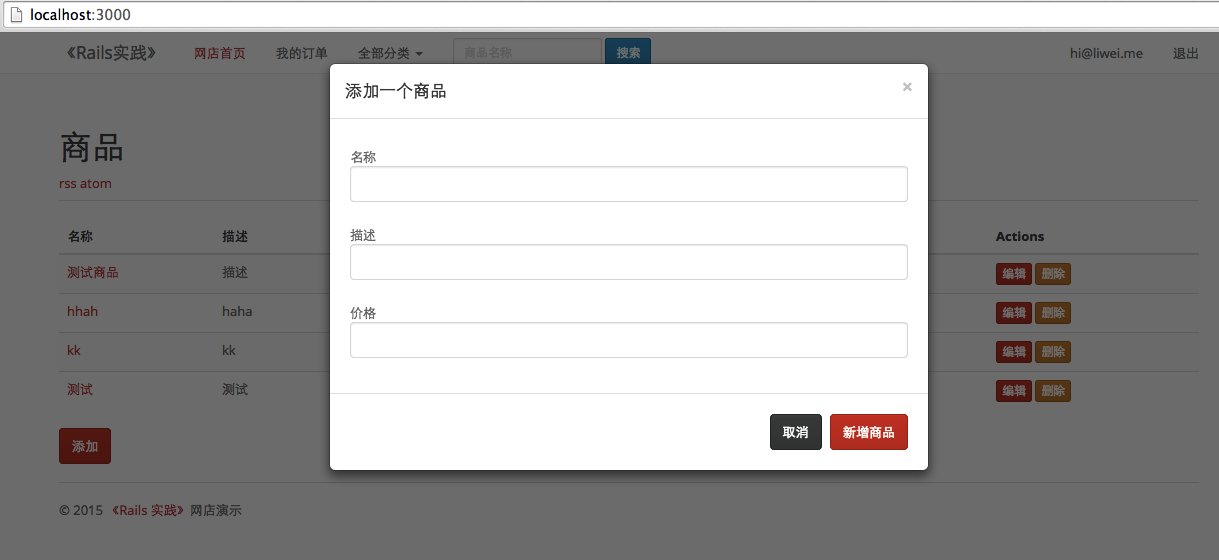 localhost:3000
《Rails实践》 网店首页 我的订单 全部分类 商品名称 搜索 hi@liwei.me 退出
添加一个商品 ×
商品
rss atom
名称
描述
价格
取消 新增商品
名称 描述 Actions
测试商品 描述 编辑 删除
hhah haha 编辑 删除
kk kk 编辑 删除
测试 测试 编辑 删除
添加
© 2015 《Rails 实践》 网店演示